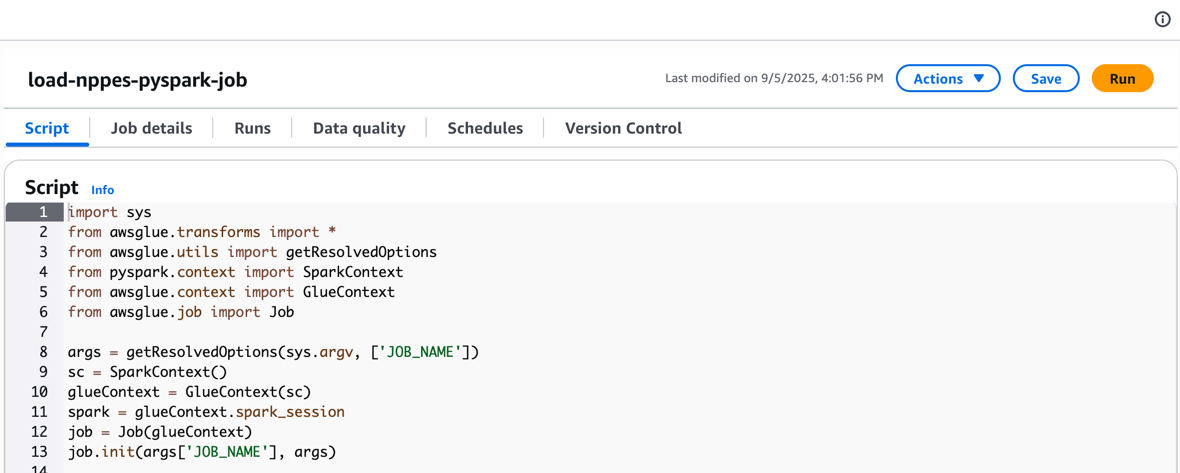 load-nppes-pyspark-job
Last modified on 9/5/2025, 4:01:56 PM
Actions
Save
Run
Script
Job details
Runs
Data quality
Schedules
Version Control
Script Info
1 import sys
2 from awsglue.transforms import *
3 from awsglue.utils import getResolvedOptions
4 from pyspark.context import SparkContext
5 from awsglue.context import GlueContext
6 from awsglue.job import Job
7
8 args = getResolvedOptions(sys.argv, ['JOB_NAME'])
9 sc = SparkContext()
10 glueContext = GlueContext(sc)
11 spark = glueContext.spark_session
12 job = Job(glueContext)
13 job.init(args['JOB_NAME'], args)
14